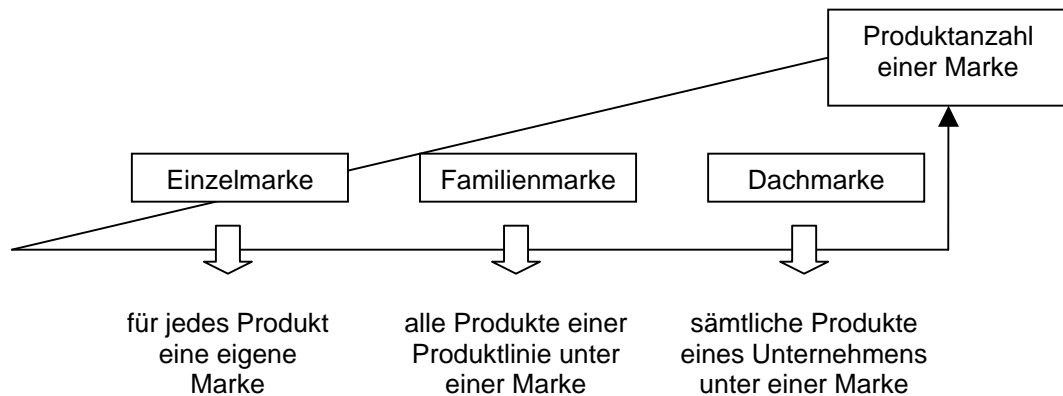 Produktanzahl
einer Marke
Einzelmarke
Familienmarke
Dachmarke
für jedes Produkt
eine eigene
Marke
alle Produkte einer
Produktlinie unter
einer Marke
sämtliche Produkte
eines Unternehmens
unter einer Marke